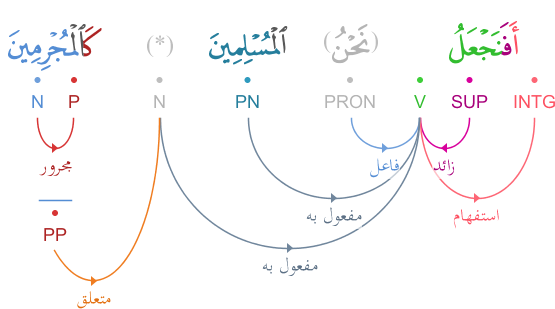 أَفَنَجْعَلُ (نَحْنُ) ٱلْمُسْلِمِينَ (*) كَٱلْمُجْرِمِينَ
INTG SUP V PRON PN N P N
استفهام زائد فاعل مفعول به مفعول به مجرور
PP
متعلق